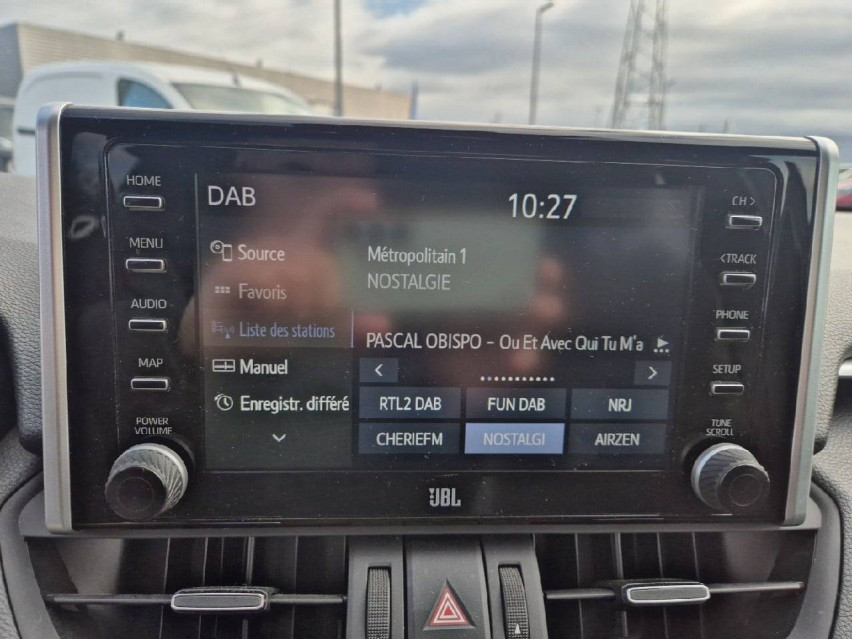 HOME
MENU
AUDIO
MAP
POWER
VOLUME
DAB
10:27
Source
Favoris
Liste des stations
Manuel
Enregistr. différé
Métropolitain 1
NOSTALGIE
PASCAL OBISPO - Ou Et Avec Qui Tu M'a
RTL2 DAB
FUN DAB
NRJ
CHERIEFM
NOSTALGI
AIRZEN
CH >
< TRACK
PHONE
SETUP
TUNE
SCROLL
JBL